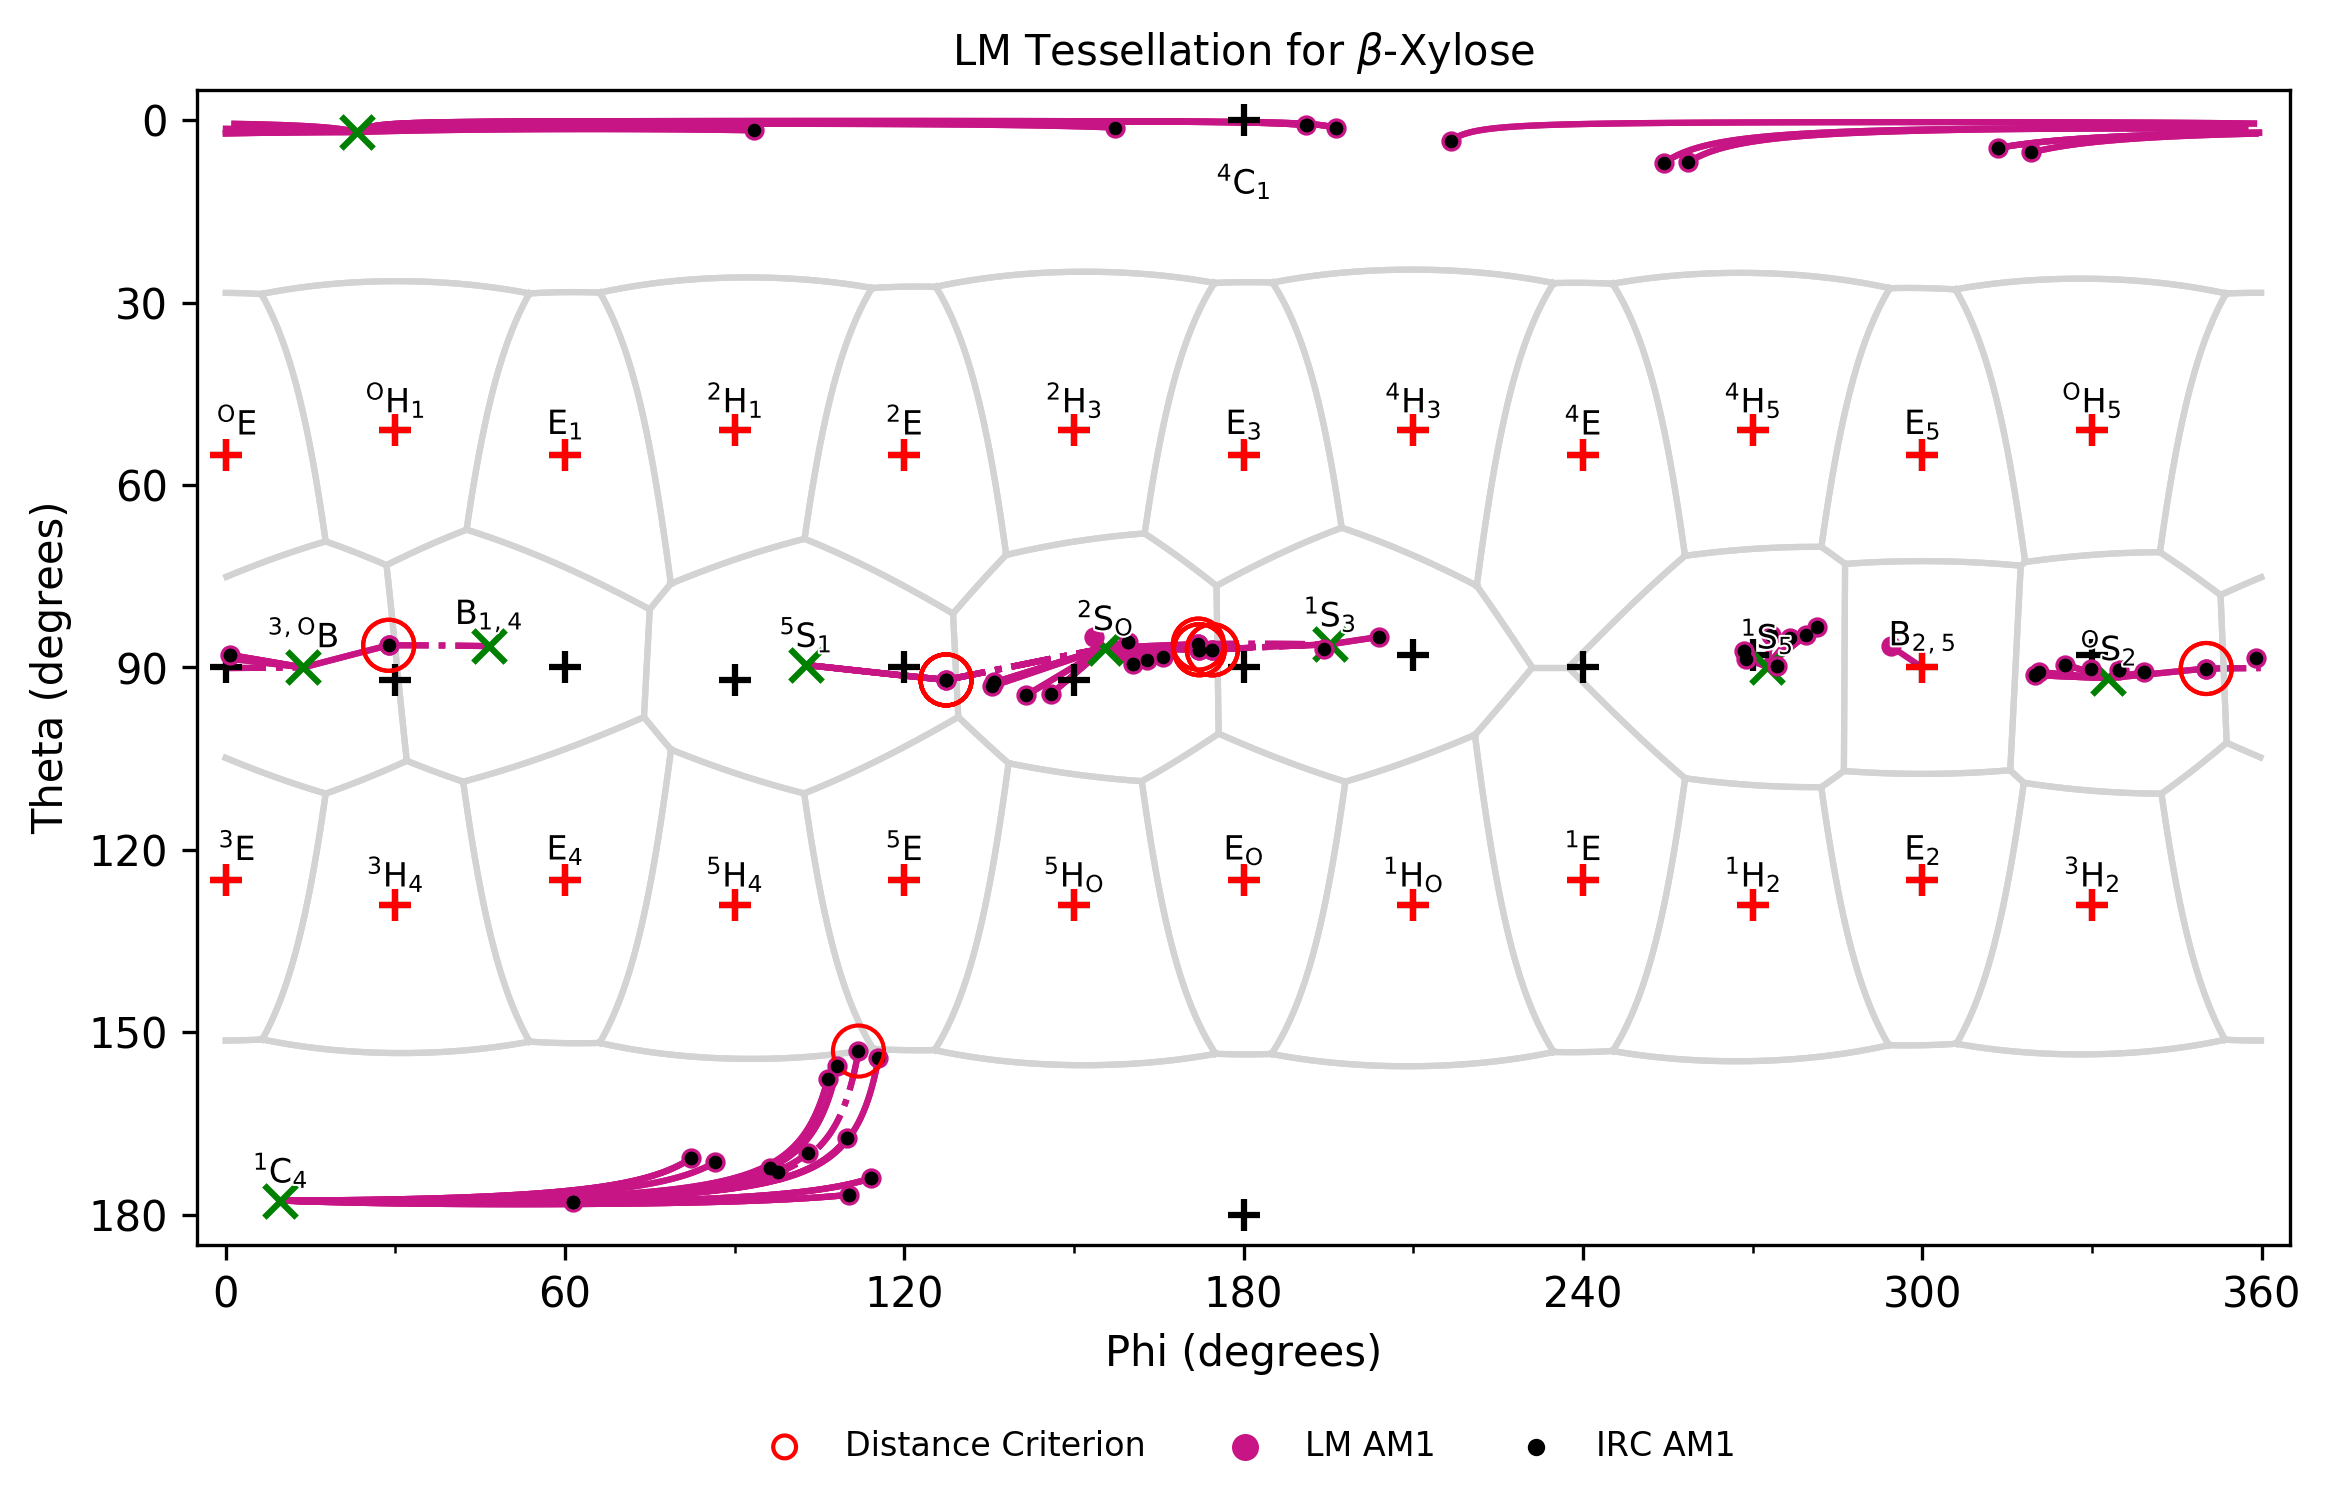 LM Tessellation for β-Xylose
0
⁴C₁
30
ᴼH₁ ²H₁ ²H₃ ⁴H₃ ⁴H₅ ᴼH₅
ᴼE E₁ ²E E₃ ⁴E E₅
60
³,ᴼB B₁,₄ ⁵S₁ ²Sₒ ¹S₃ ¹S₅ B₂,₅ ᴼS₂
90
³E E₄ ⁵E Eₒ ¹E E₂
120
³H₄ ⁵H₄ ⁵Hₒ ¹Hₒ ¹H₂ ³H₂
150
¹C₄
180
Theta (degrees)
0 60 120 180 240 300 360
Phi (degrees)
Distance Criterion LM AM1 IRC AM1